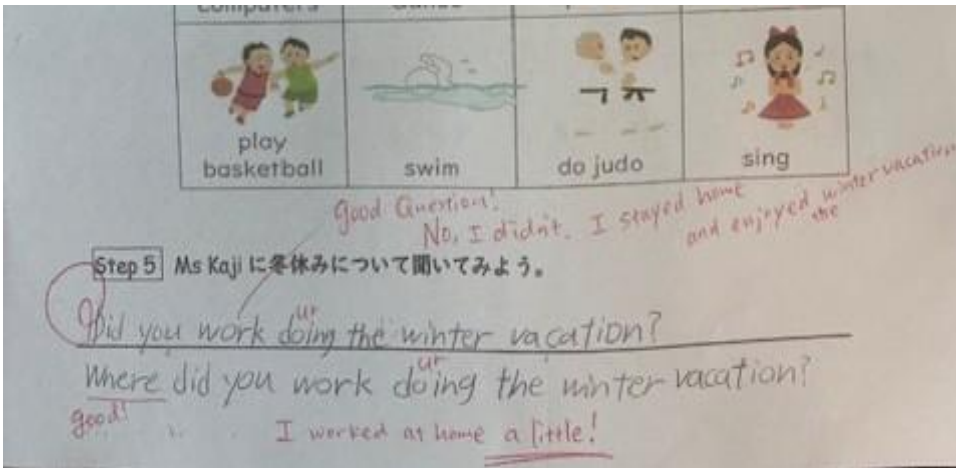 computers dance
play basketball
swim
do judo
sing
Good Question!
No, I didn't. I stayed home
and enjoyed the winter vacation
Step 5 Ms Kaji に冬休みについて聞いてみよう。
Did you work doing the winter vacation?
ur
Where did you work doing the winter vacation?
ur
good!
I worked at home a little!